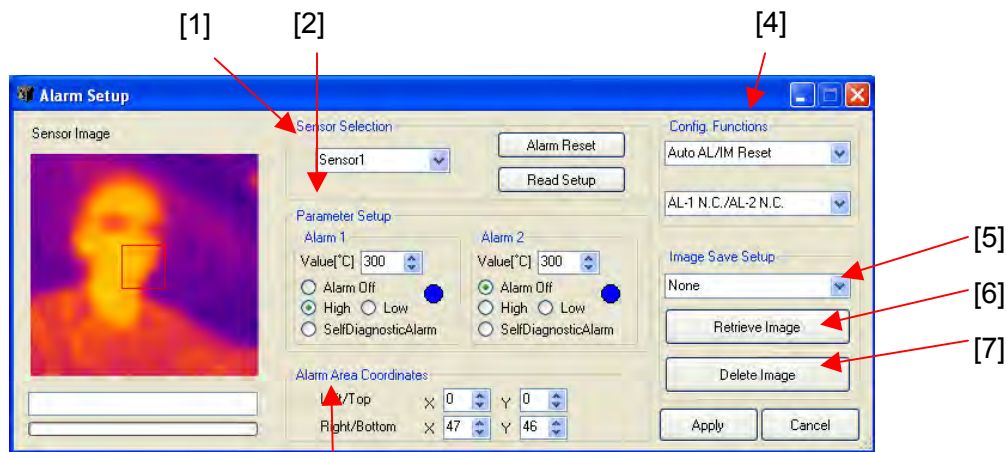 [1] [2] [4]
Alarm Setup
Sensor Image
Sensor Selection
Sensor1
Alarm Reset
Read Setup
Parameter Setup
Alarm 1
Value[°C] 300
Alarm Off
High Low
SelfDiagnosticAlarm
Alarm 2
Value[°C] 300
Alarm Off
High Low
SelfDiagnosticAlarm
Alarm Area Coordinates
Left/Top X 0 Y 0
Right/Bottom X 47 Y 46
Config. Functions
Auto AL/IM Reset
AL-1 N.C./AL-2 N.C.
Image Save Setup
None
Retrieve Image
Delete Image
Apply Cancel
[5]
[6]
[7]